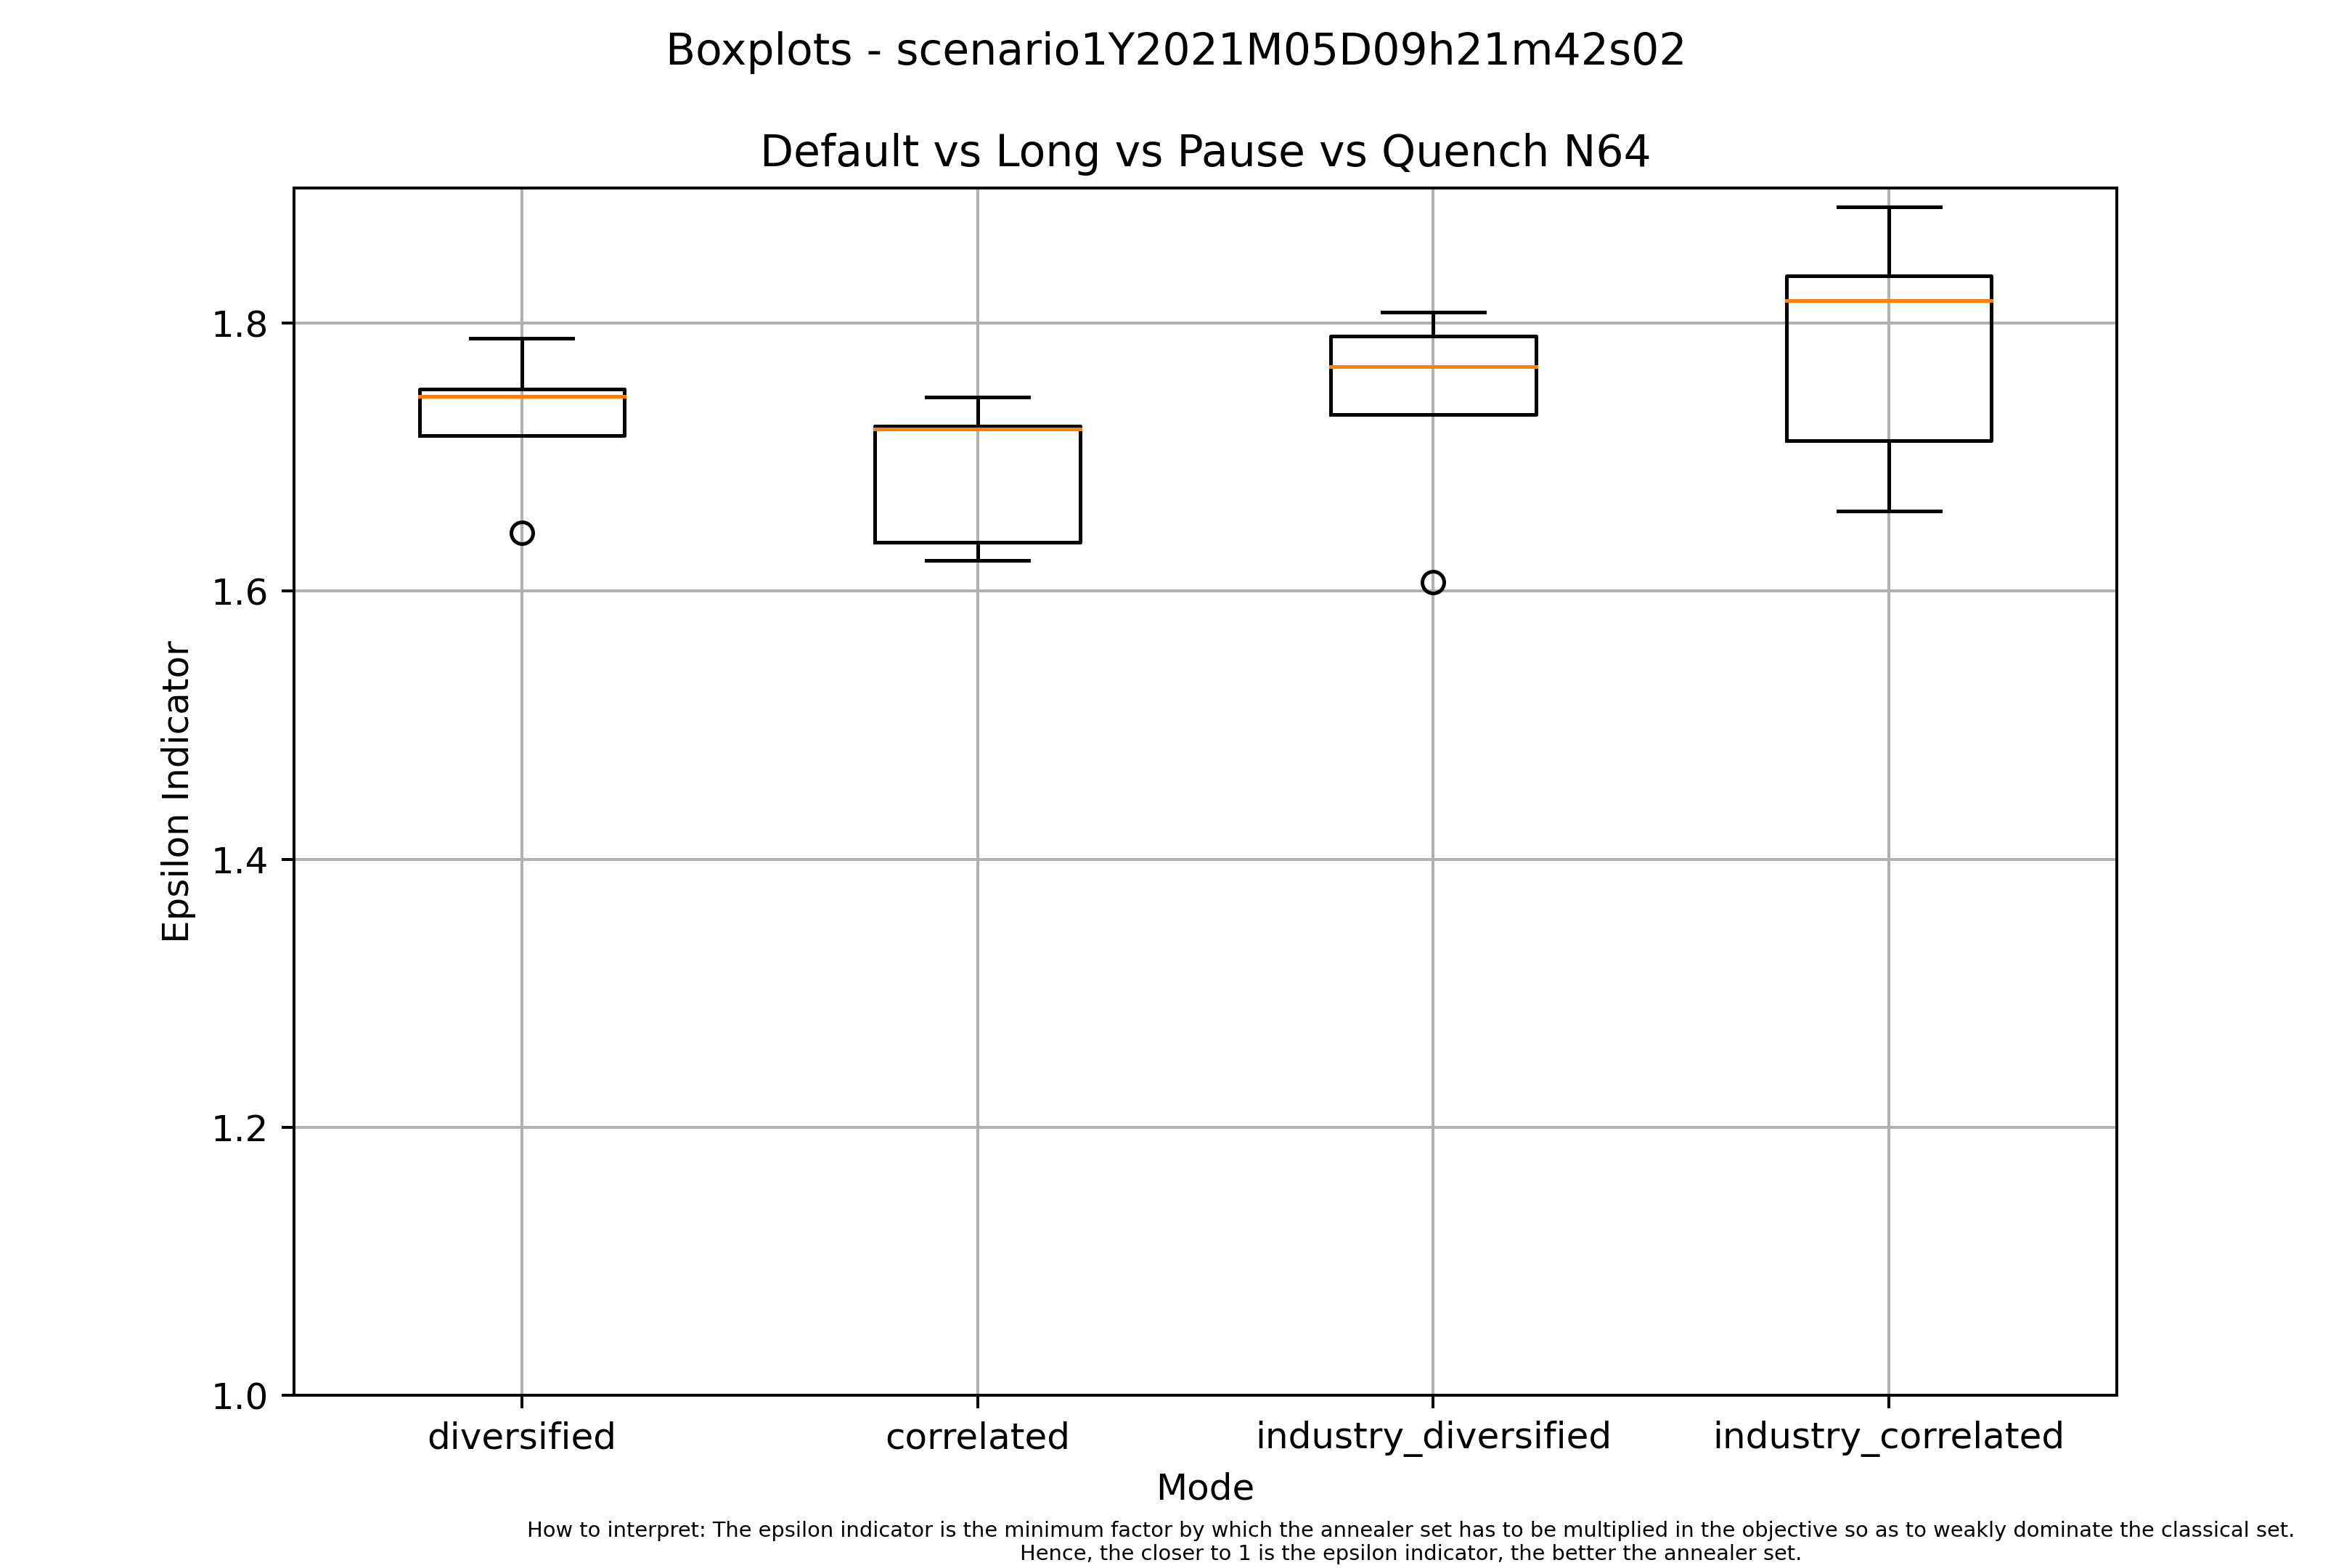 Boxplots - scenario1Y2021M05D09h21m42s02
Default vs Long vs Pause vs Quench N64
Epsilon Indicator
1.8
1.6
1.4
1.2
1.0
diversified
correlated
industry_diversified
industry_correlated
Mode
How to interpret: The epsilon indicator is the minimum factor by which the annealer set has to be multiplied in the objective so as to weakly dominate the classical set.
Hence, the closer to 1 is the epsilon indicator, the better the annealer set.